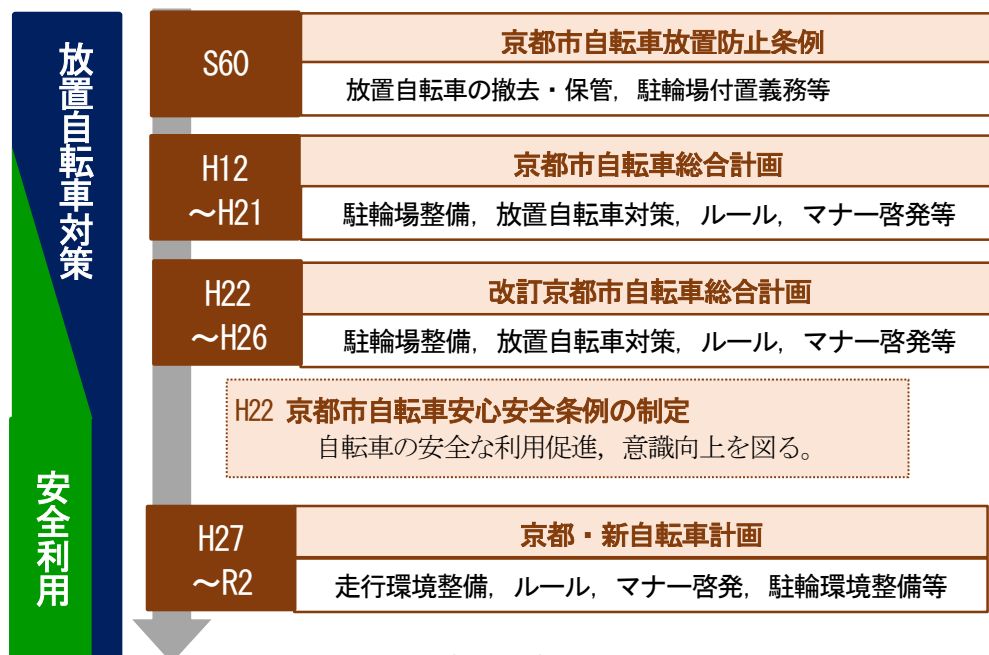 放置自転車対策
安全利用
S60
京都市自転車放置防止条例
放置自転車の撤去・保管，駐輪場付置義務等
H12
～H21
京都市自転車総合計画
駐輪場整備，放置自転車対策，ルール，マナー啓発等
H22
～H26
改訂京都市自転車総合計画
駐輪場整備，放置自転車対策，ルール，マナー啓発等
H22 京都市自転車安心安全条例の制定
自転車の安全な利用促進，意識向上を図る。
H27
～R2
京都・新自転車計画
走行環境整備，ルール，マナー啓発，駐輪環境整備等